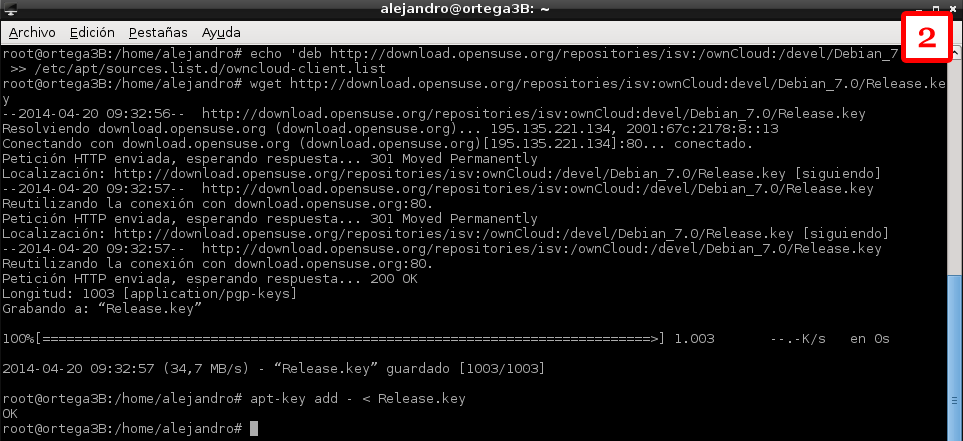 alejandro@ortega3B: ~
2
Archivo Edición Pestañas Ayuda
root@ortega3B:/home/alejandro# echo 'deb http://download.opensuse.org/repositories/isv:/ownCloud:/devel/Debian_7.
 >> /etc/apt/sources.list.d/owncloud-client.list
root@ortega3B:/home/alejandro# wget http://download.opensuse.org/repositories/isv:ownCloud:devel/Debian_7.0/Release.ke
y
--2014-04-20 09:32:56--  http://download.opensuse.org/repositories/isv:ownCloud:devel/Debian_7.0/Release.key
Resolviendo download.opensuse.org (download.opensuse.org)... 195.135.221.134, 2001:67c:2178:8::13
Conectando con download.opensuse.org (download.opensuse.org)[195.135.221.134]:80... conectado.
Petición HTTP enviada, esperando respuesta... 301 Moved Permanently
Localización: http://download.opensuse.org/repositories/isv:ownCloud:/devel/Debian_7.0/Release.key [siguiendo]
--2014-04-20 09:32:57--  http://download.opensuse.org/repositories/isv:ownCloud:/devel/Debian_7.0/Release.key
Reutilizando la conexión con download.opensuse.org:80.
Petición HTTP enviada, esperando respuesta... 301 Moved Permanently
Localización: http://download.opensuse.org/repositories/isv:/ownCloud:/devel/Debian_7.0/Release.key [siguiendo]
--2014-04-20 09:32:57--  http://download.opensuse.org/repositories/isv:/ownCloud:/devel/Debian_7.0/Release.key
Reutilizando la conexión con download.opensuse.org:80.
Petición HTTP enviada, esperando respuesta... 200 OK
Longitud: 1003 [application/pgp-keys]
Grabando a: “Release.key”
100%[=============================================================================>] 1.003       --.-K/s   en 0s
2014-04-20 09:32:57 (34,7 MB/s) - “Release.key” guardado [1003/1003]
root@ortega3B:/home/alejandro# apt-key add - < Release.key
OK
root@ortega3B:/home/alejandro#